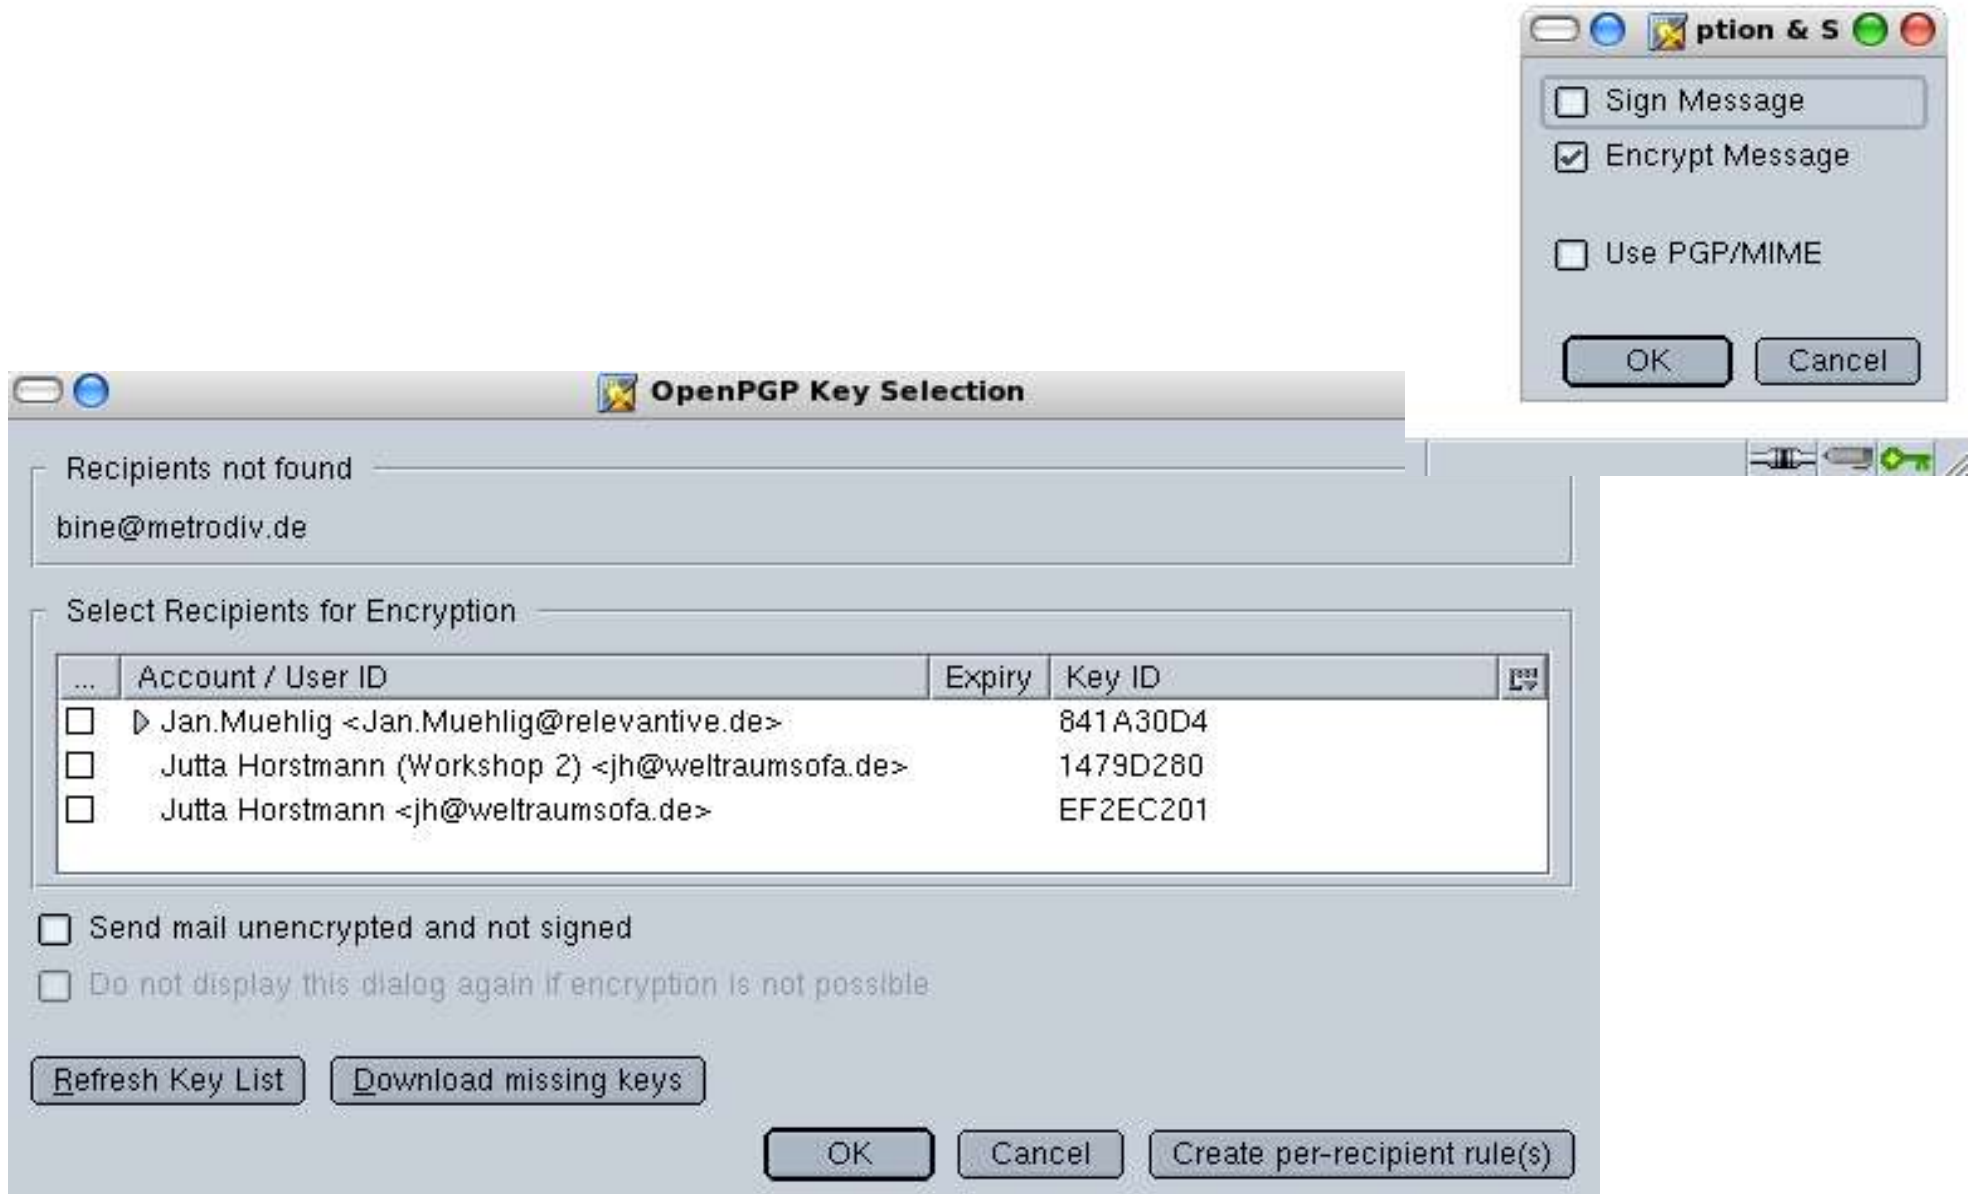 ption & S
Sign Message
Encrypt Message
Use PGP/MIME
OK Cancel
OpenPGP Key Selection
Recipients not found
bine@metrodiv.de
Select Recipients for Encryption
... Account / User ID Expiry Key ID
Jan.Muehlig <Jan.Muehlig@relevantive.de> 841A30D4
Jutta Horstmann (Workshop 2) <jh@weltraumsofa.de> 1479D280
Jutta Horstmann <jh@weltraumsofa.de> EF2EC201
Send mail unencrypted and not signed
Do not display this dialog again if encryption is not possible
Refresh Key List Download missing keys
OK Cancel Create per-recipient rule(s)